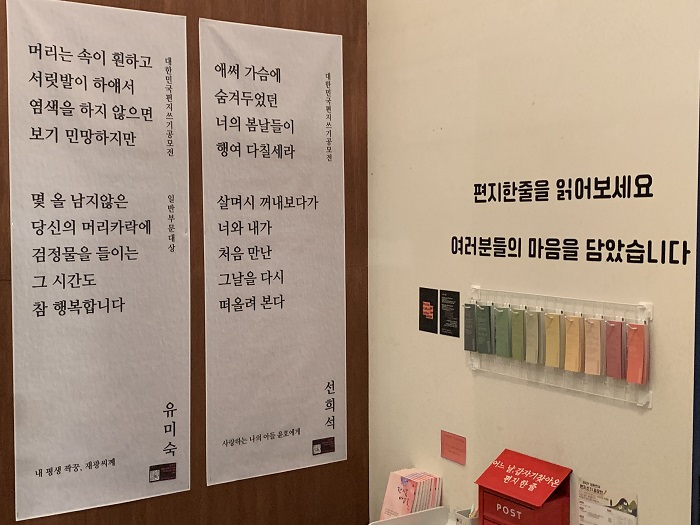 머리는 속이 훤하고
서릿발이 하얘서
염색을 하지 않으면
보기 민망하지만
몇 올 남지않은
당신의 머리카락에
검정물을 들이는
그 시간도
참 행복합니다
대한민국편지쓰기공모전
일반부문대상
유미숙
내 평생 짝꿍, 재광씨께
애써 가슴에
숨겨두었던
너의 봄날들이
행여 다칠세라
살며시 꺼내보다가
너와 내가
처음 만난
그날을 다시
떠올려 본다
대한민국편지쓰기공모전
선희석
사랑하는 나의 아들 윤호에게
편지한줄을 읽어보세요
여러분들의 마음을 담았습니다
어느 날,갑자기찾아온
편지한줄
POST